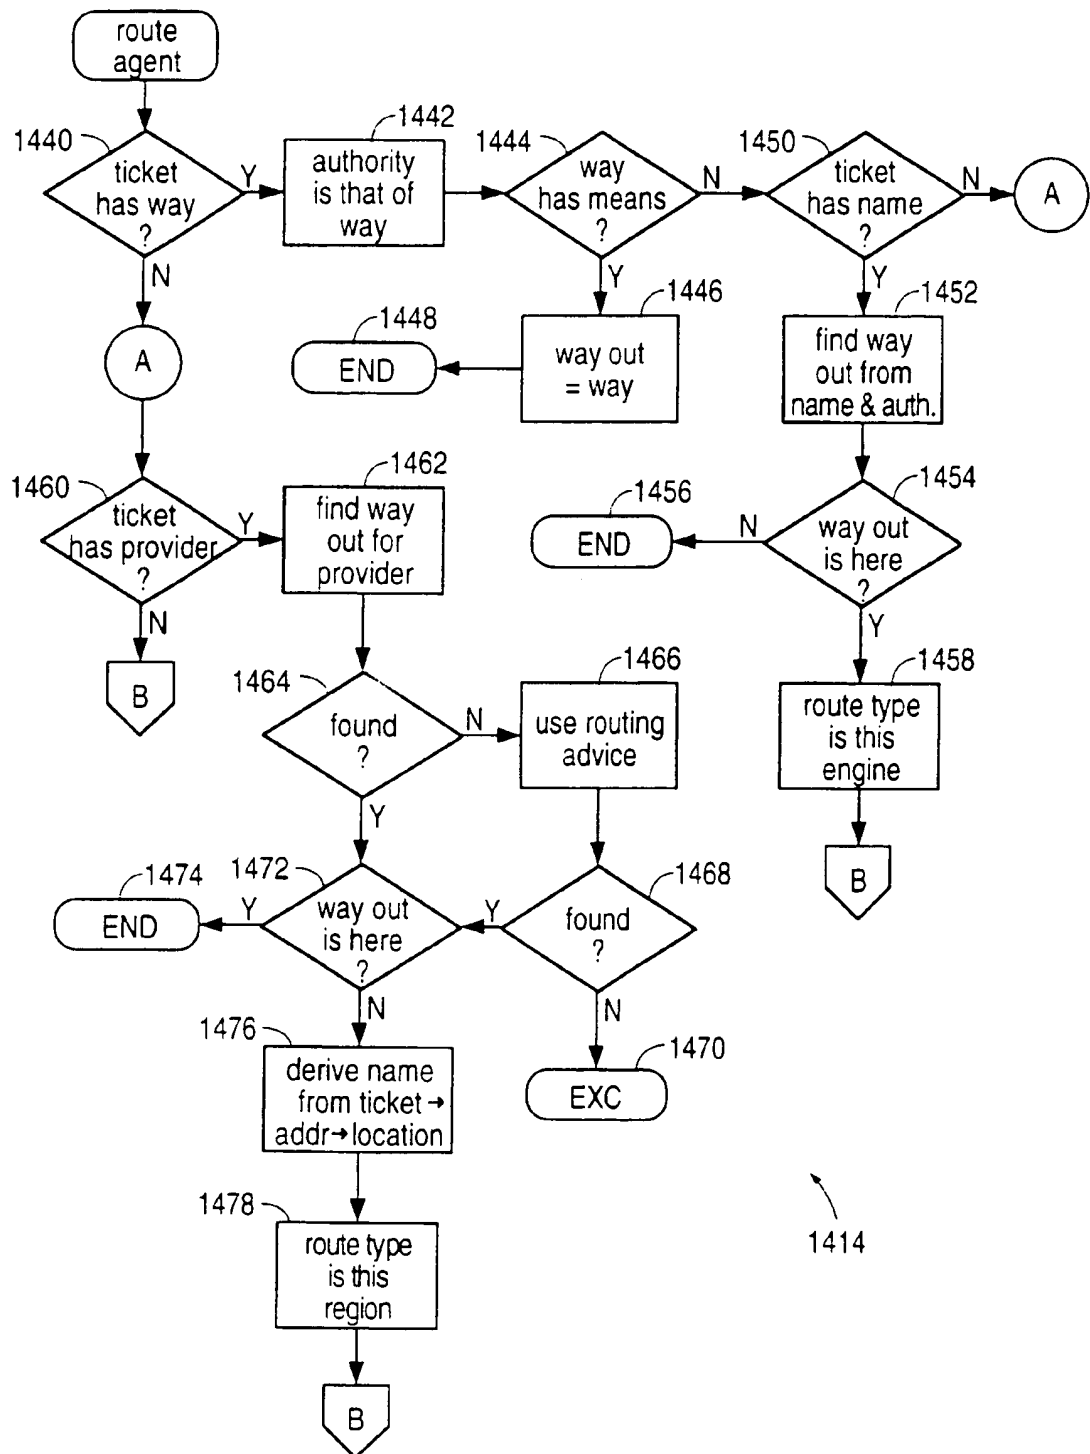 route
agent
1440
ticket
has way
?
Y
N
1442
authority
is that of
way
1444
way
has means
?
N
Y
1450
ticket
has name
?
N
Y
A
A
1446
way out
= way
1448
END
1452
find way
out from
name & auth.
1454
way out
is here
?
N
Y
1456
END
1458
route type
is this
engine
B
1460
ticket
has provider
?
Y
N
B
1462
find way
out for
provider
1464
found
?
N
Y
1466
use routing
advice
1468
found
?
Y
N
1470
EXC
1472
way out
is here
?
Y
N
1474
END
1476
derive name
from ticket→
addr→location
1478
route type
is this
region
B
1414